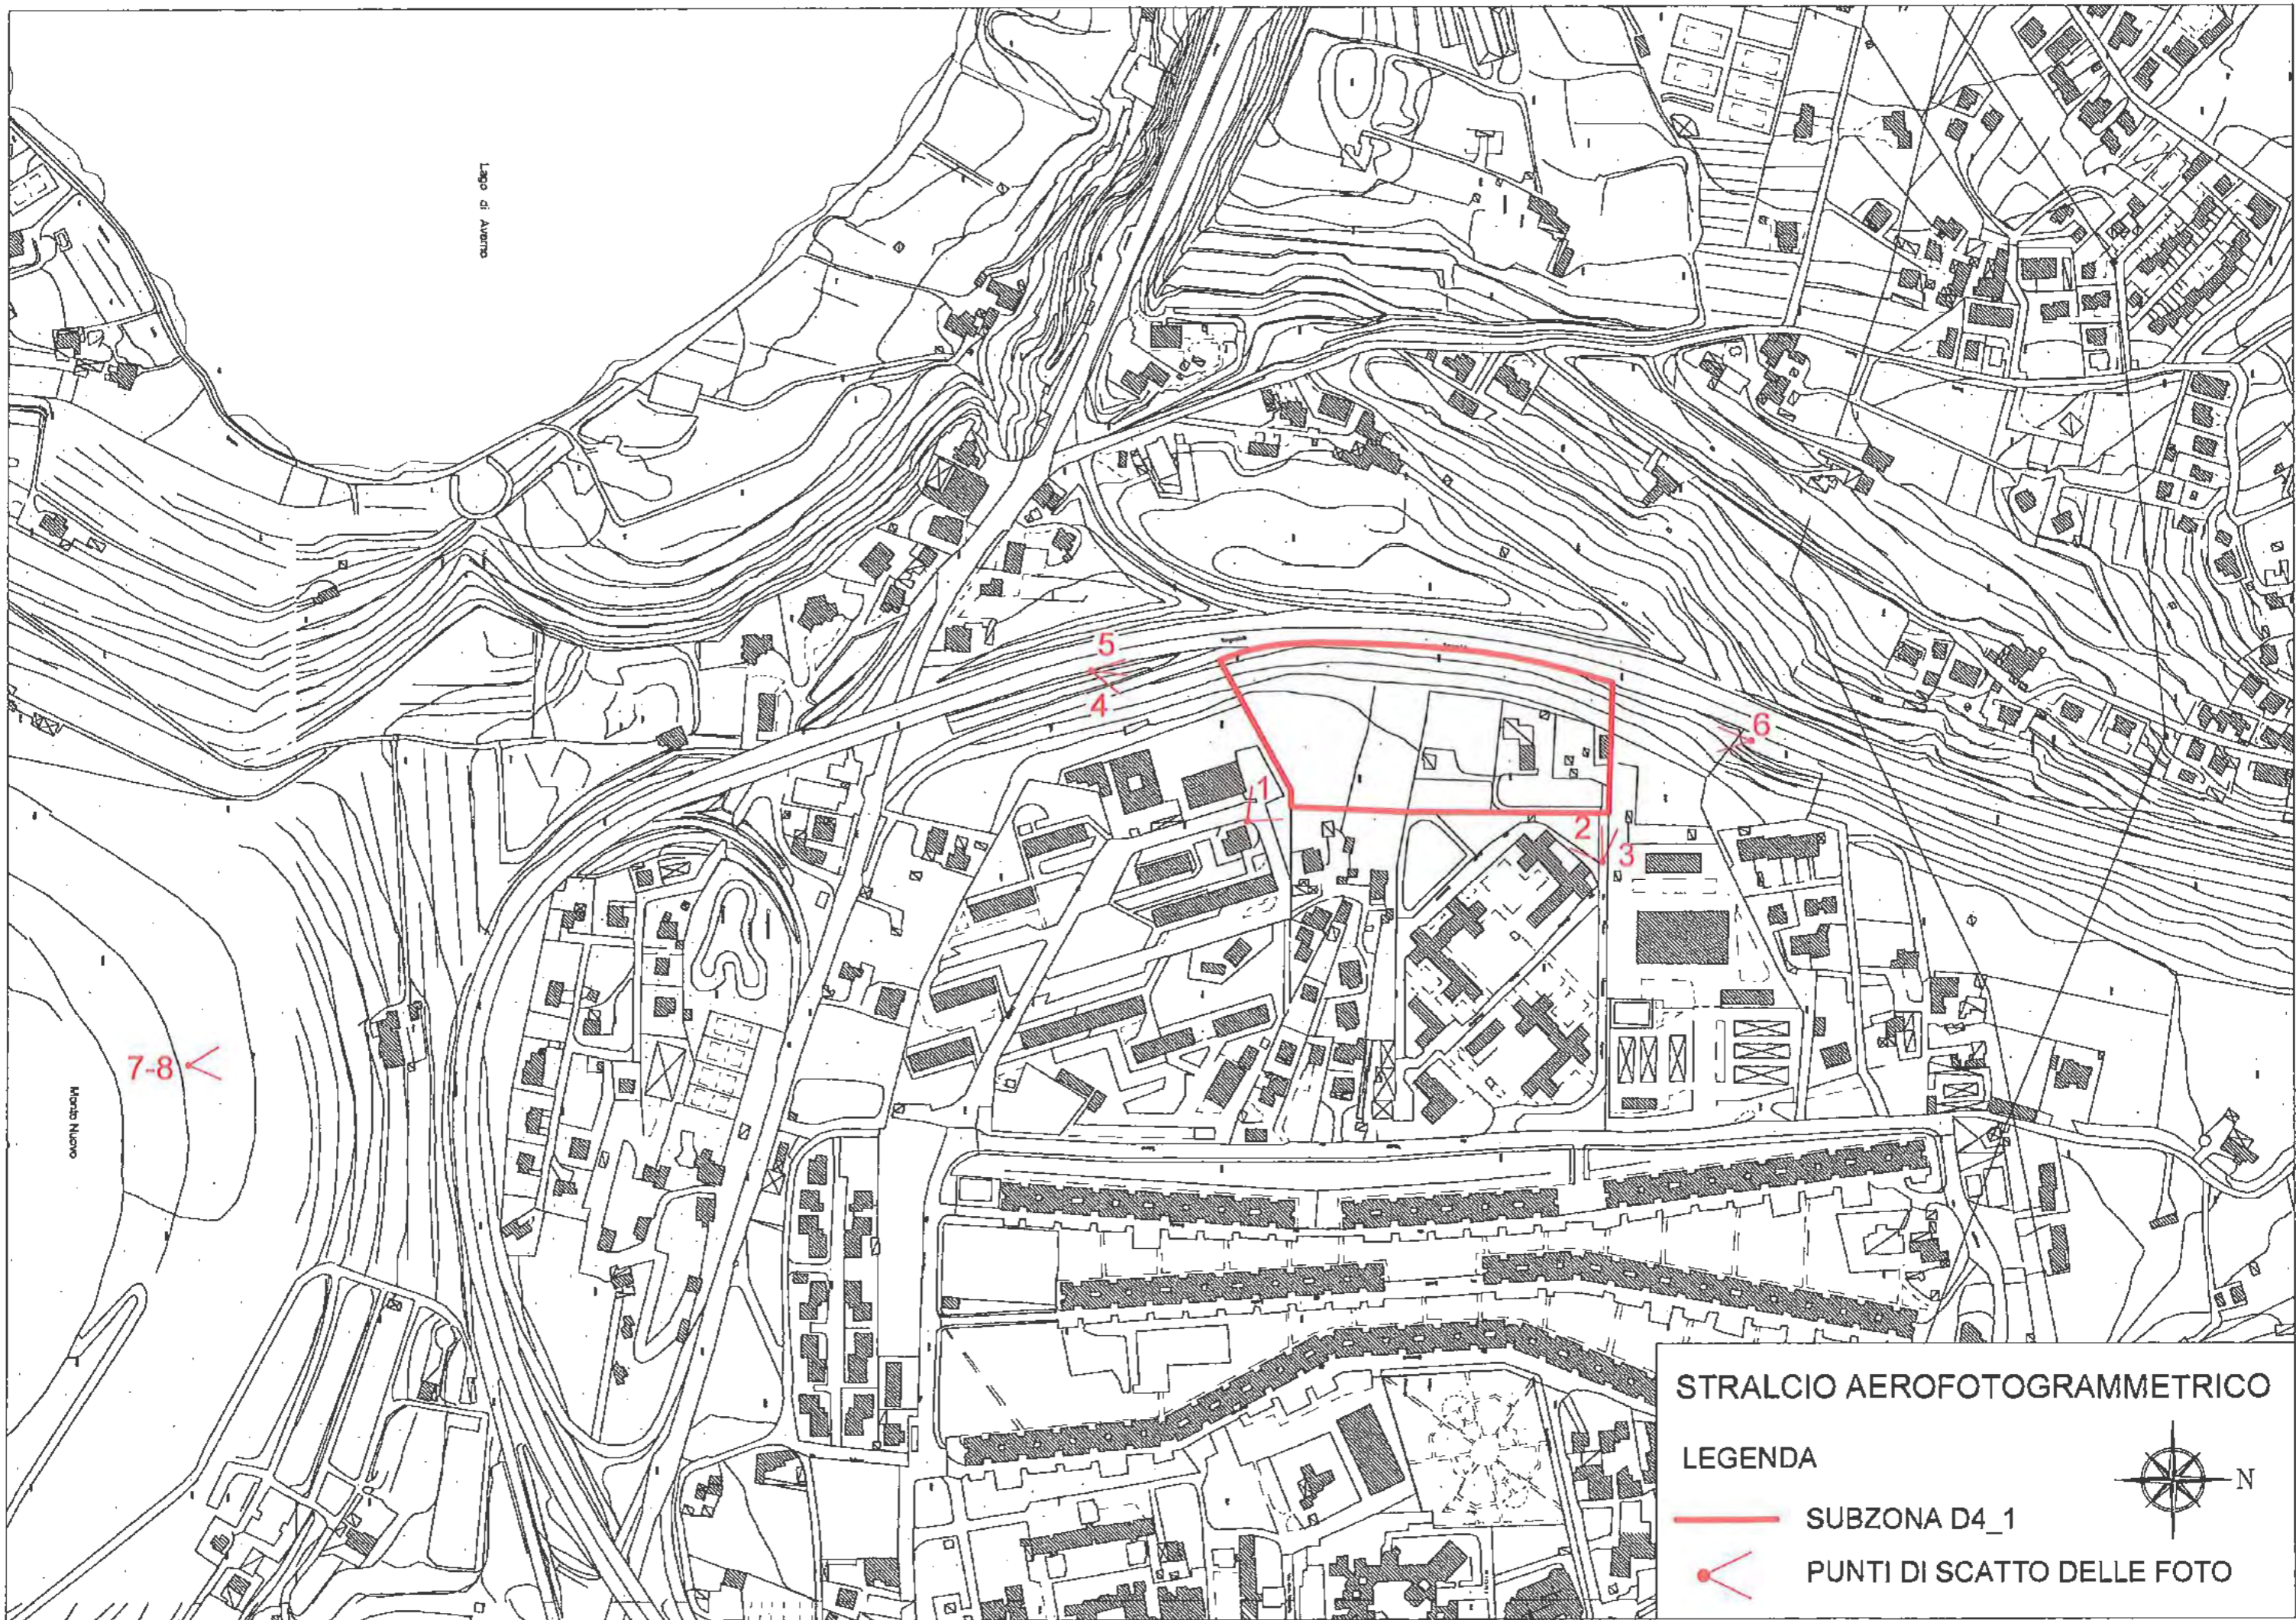 Lago di Averno
5
4
6
1
2
3
7-8
Monte Nuovo
STRALCIO AEROFOTOGRAMMETRICO
LEGENDA
N
SUBZONA D4_1
PUNTI DI SCATTO DELLE FOTO